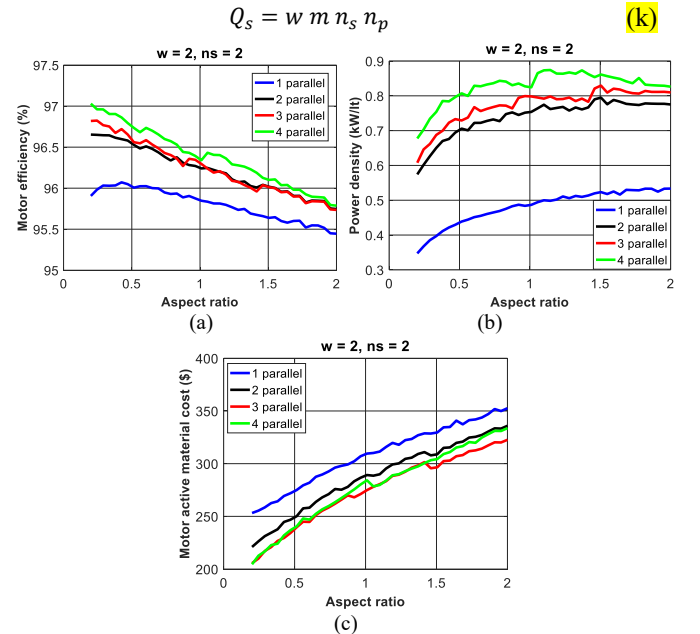 Q_s = w m n_s n_p (k)
w = 2, ns = 2
Motor efficiency (%)
97.5
97
96.5
96
95.5
95
0
0.5
1
1.5
2
1 parallel
2 parallel
3 parallel
4 parallel
Aspect ratio
(a)
w = 2, ns = 2
Power density (kW/lt)
0.9
0.8
0.7
0.6
0.5
0.4
0.3
0
0.5
1
1.5
2
1 parallel
2 parallel
3 parallel
4 parallel
Aspect ratio
(b)
w = 2, ns = 2
Motor active material cost ($)
400
350
300
250
200
0
0.5
1
1.5
2
1 parallel
2 parallel
3 parallel
4 parallel
Aspect ratio
(c)